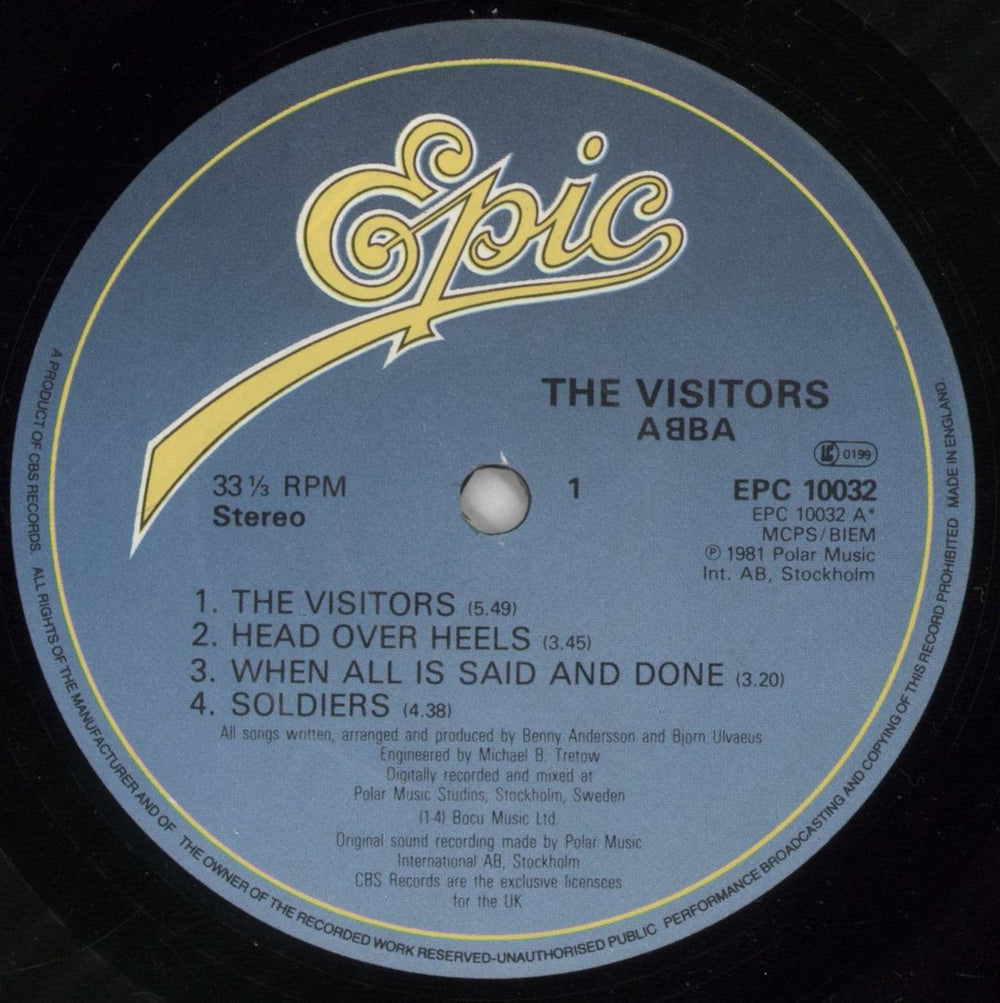 Epic
THE VISITORS
ABBA
LC 0199
33 ⅓ RPM
Stereo
1
EPC 10032
EPC 10032 A*
MCPS/BIEM
℗ 1981 Polar Music
Int. AB, Stockholm
1. THE VISITORS (5.49)
2. HEAD OVER HEELS (3.45)
3. WHEN ALL IS SAID AND DONE (3.20)
4. SOLDIERS (4.38)
All songs written, arranged and produced by Benny Andersson and Bjorn Ulvaeus
Engineered by Michael B. Tretow
Digitally recorded and mixed at
Polar Music Studios, Stockholm, Sweden
(1-4) Bocu Music Ltd.
Original sound recording made by Polar Music
International AB, Stockholm
CBS Records are the exclusive licensees
for the UK
A PRODUCT OF CBS RECORDS. ALL RIGHTS OF THE MANUFACTURER AND OF THE OWNER OF THE RECORDED WORK RESERVED-UNAUTHORISED PUBLIC PERFORMANCE BROADCASTING AND COPYING OF THIS RECORD PROHIBITED MADE IN ENGLAND.